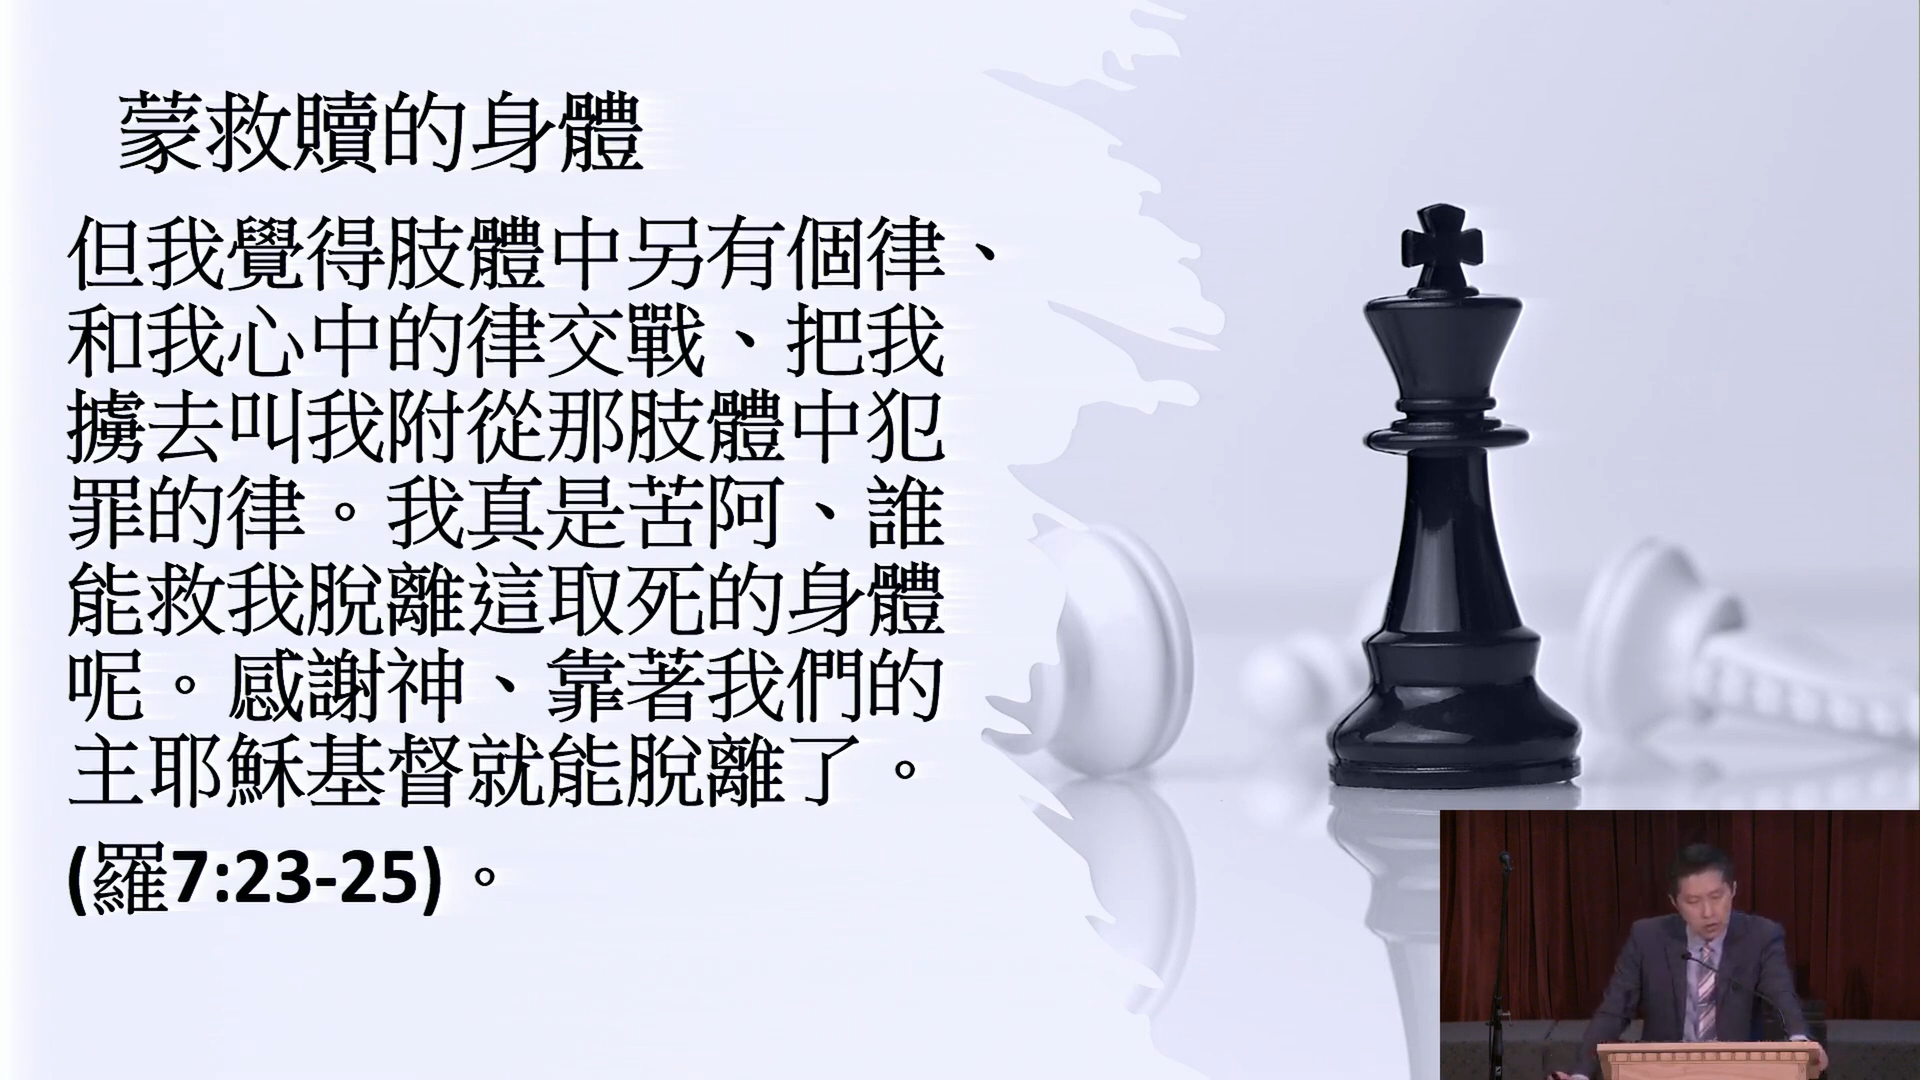 蒙救贖的身體
但我覺得肢體中另有個律、
和我心中的律交戰、把我
擄去叫我附從那肢體中犯
罪的律。我真是苦阿、誰
能救我脫離這取死的身體
呢。感謝神、靠著我們的
主耶穌基督就能脫離了。
(羅7:23-25)。